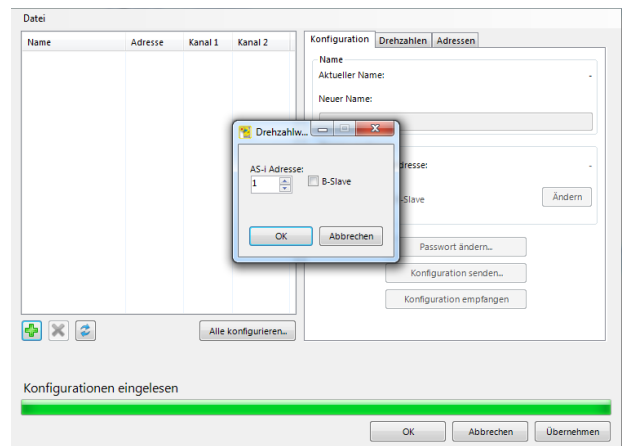 Datei
Name Adresse Kanal 1 Kanal 2
Konfiguration Drehzahlen Adressen
Name
Aktueller Name: -
Neuer Name:
Drehzahlw...
AS-i Adresse:
1 B-Slave
OK Abbrechen
dresse: -
-Slave Ändern
Passwort ändern...
Konfiguration senden...
Konfiguration empfangen
Alle konfigurieren...
Konfigurationen eingelesen
OK Abbrechen Übernehmen